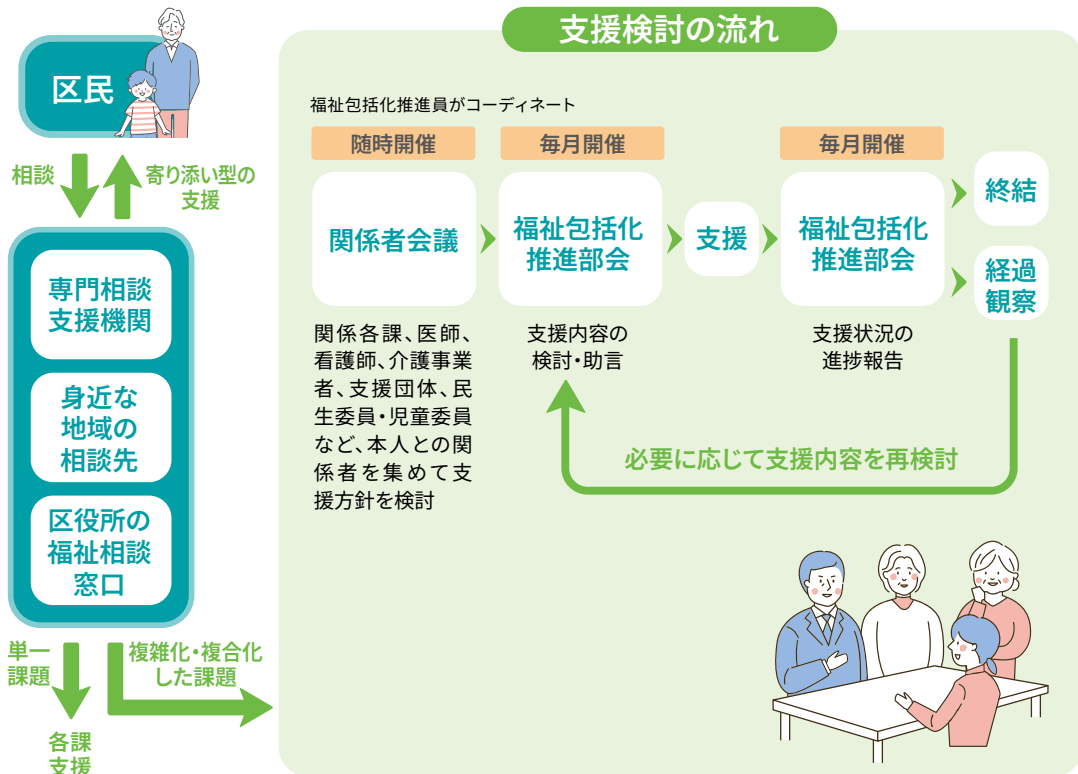 区民
相談
寄り添い型の
支援
専門相談
支援機関
身近な
地域の
相談先
区役所の
福祉相談
窓口
単一
課題
複雑化・複合化
した課題
各課
支援
支援検討の流れ
福祉包括化推進員がコーディネート
随時開催
関係者会議
関係各課、医師、
看護師、介護事業
者、支援団体、民
生委員・児童委員
など、本人との関
係者を集めて支
援方針を検討
毎月開催
福祉包括化
推進部会
支援内容の
検討・助言
支援
毎月開催
福祉包括化
推進部会
支援状況の
進捗報告
終結
経過
観察
必要に応じて支援内容を再検討